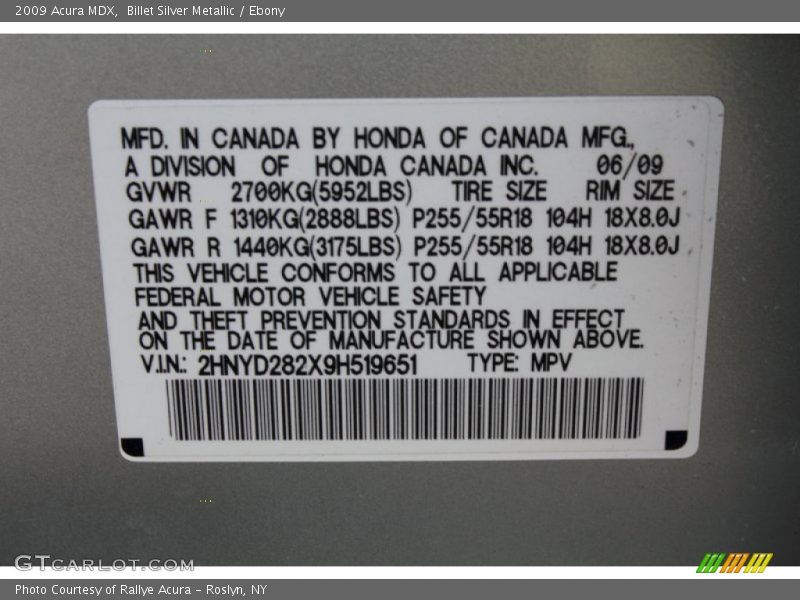 2009 Acura MDX,  Billet Silver Metallic / Ebony
MFD. IN CANADA BY HONDA OF CANADA MFG.,
A DIVISION OF HONDA CANADA INC. 06/09
GVWR 2700KG(5952LBS) TIRE SIZE RIM SIZE
GAWR F 1310KG(2888LBS) P255/55R18 104H 18X8.0J
GAWR R 1440KG(3175LBS) P255/55R18 104H 18X8.0J
THIS VEHICLE CONFORMS TO ALL APPLICABLE
FEDERAL MOTOR VEHICLE SAFETY
AND THEFT PREVENTION STANDARDS IN EFFECT
ON THE DATE OF MANUFACTURE SHOWN ABOVE.
V.I.N.: 2HNYD282X9H519651 TYPE: MPV
GTCARLOT.COM
Photo Courtesy of Rallye Acura - Roslyn, NY